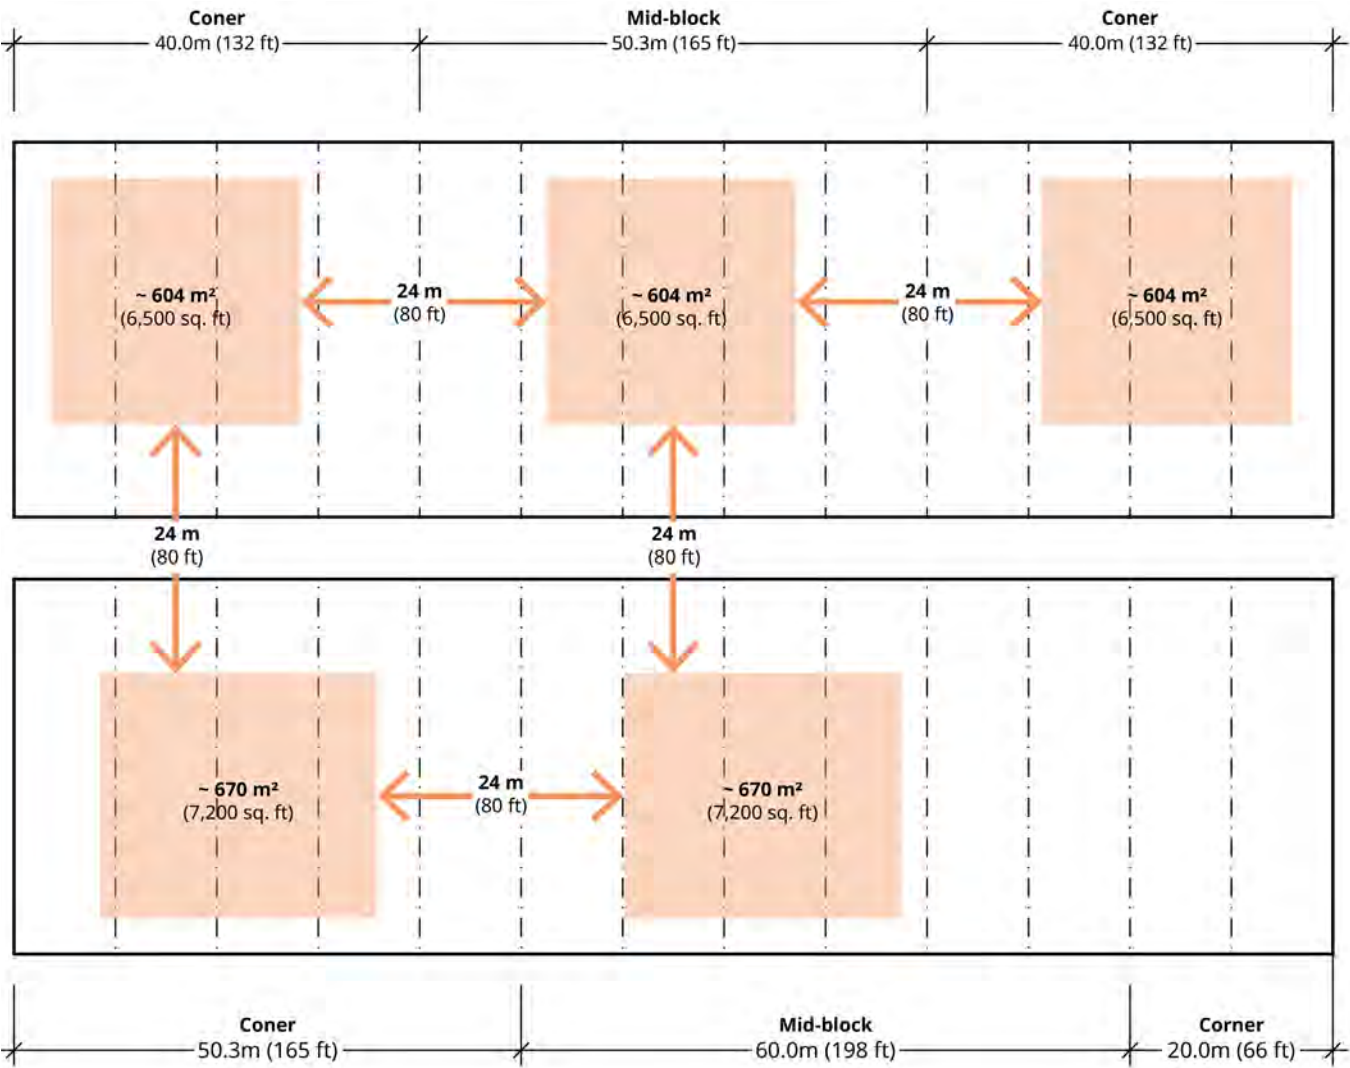 Coner
40.0m (132 ft)
Mid-block
50.3m (165 ft)
Coner
40.0m (132 ft)
~ 604 m²
(6,500 sq. ft)
24 m
(80 ft)
~ 604 m²
(6,500 sq. ft)
24 m
(80 ft)
~ 604 m²
(6,500 sq. ft)
24 m
(80 ft)
24 m
(80 ft)
~ 670 m²
(7,200 sq. ft)
24 m
(80 ft)
~ 670 m²
(7,200 sq. ft)
Coner
50.3m (165 ft)
Mid-block
60.0m (198 ft)
Corner
20.0m (66 ft)